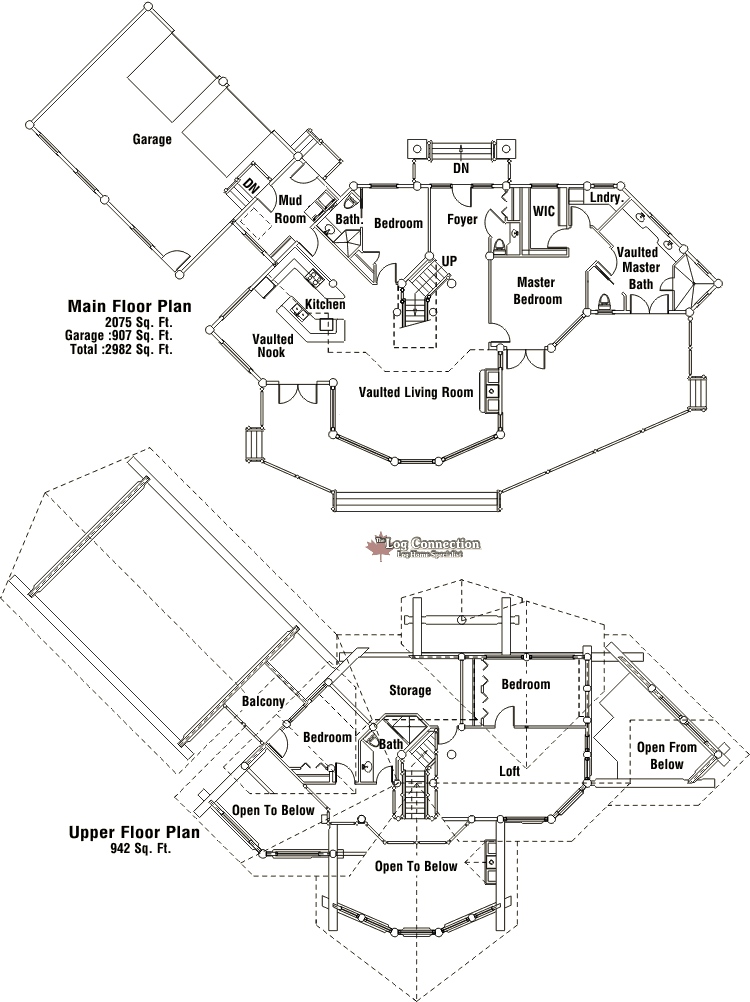 Garage
DN
DN
Mud
Room
Bath.
Bedroom
Foyer
WIC
Lndry.
UP
Vaulted
Master
Bath
Master
Bedroom
Kitchen
Main Floor Plan
2075 Sq. Ft.
Garage :907 Sq. Ft.
Total :2982 Sq. Ft.
Vaulted
Nook
Vaulted Living Room
The
Log Connection
Log Home Specialist
Storage
Bedroom
Balcony
Bedroom
Bath
Open From
Below
Loft
Open To Below
Upper Floor Plan
942 Sq. Ft.
Open To Below